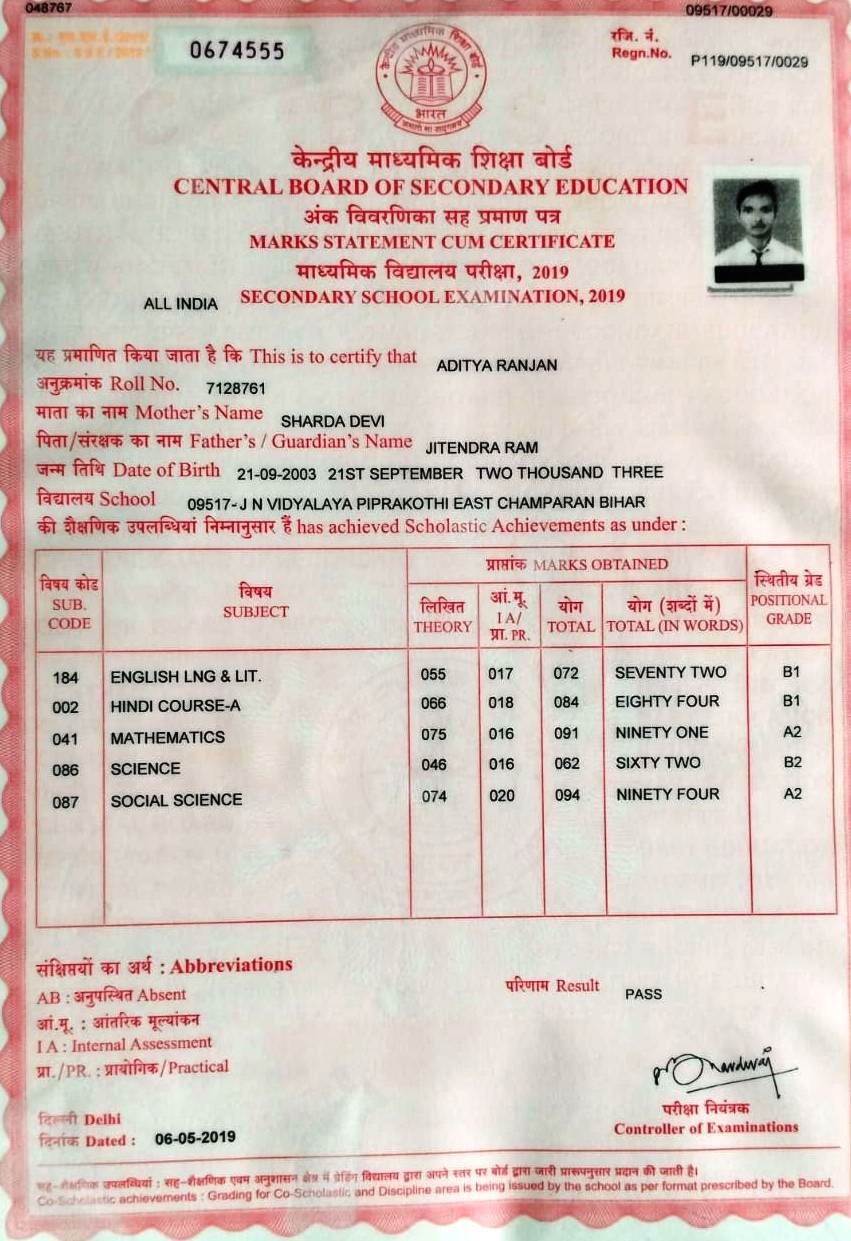 048767
09517/00029
0674555
रजि. नं.
Regn.No. P119/09517/0029
भारत
केन्द्रीय माध्यमिक शिक्षा बोर्ड
CENTRAL BOARD OF SECONDARY EDUCATION
अंक विवरणिका सह प्रमाण पत्र
MARKS STATEMENT CUM CERTIFICATE
माध्यमिक विद्यालय परीक्षा, 2019
ALL INDIA SECONDARY SCHOOL EXAMINATION, 2019
यह प्रमाणित किया जाता है कि This is to certify that ADITYA RANJAN
अनुक्रमांक Roll No. 7128761
माता का नाम Mother's Name SHARDA DEVI
पिता/संरक्षक का नाम Father's / Guardian's Name JITENDRA RAM
जन्म तिथि Date of Birth 21-09-2003 21ST SEPTEMBER TWO THOUSAND THREE
विद्यालय School 09517-J N VIDYALAYA PIPRAKOTHI EAST CHAMPARAN BIHAR
की शैक्षणिक उपलब्धियां निम्नानुसार हैं has achieved Scholastic Achievements as under :
विषय कोड SUB. CODE
विषय SUBJECT
प्राप्तांक MARKS OBTAINED
लिखित THEORY
आं.मू. I A/ प्रा. PR.
योग TOTAL
योग (शब्दों में) TOTAL (IN WORDS)
स्थितीय ग्रेड POSITIONAL GRADE
184 ENGLISH LNG & LIT. 055 017 072 SEVENTY TWO B1
002 HINDI COURSE-A 066 018 084 EIGHTY FOUR B1
041 MATHEMATICS 075 016 091 NINETY ONE A2
086 SCIENCE 046 016 062 SIXTY TWO B2
087 SOCIAL SCIENCE 074 020 094 NINETY FOUR A2
संक्षिप्तयों का अर्थ : Abbreviations
AB : अनुपस्थित Absent
आं.मू. : आंतरिक मूल्यांकन
I A : Internal Assessment
प्रा./PR. : प्रायोगिक/Practical
परिणाम Result PASS
परीक्षा नियंत्रक
Controller of Examinations
दिल्ली Delhi
दिनांक Dated : 06-05-2019
सह-शैक्षणिक उपलब्धियां : सह-शैक्षणिक एवम अनुशासन क्षेत्र में ग्रेडिंग विद्यालय द्वारा अपने स्तर पर बोर्ड द्वारा जारी प्रारूपनुसार प्रदान की जाती है।
Co-Scholastic achievements : Grading for Co-Scholastic and Discipline area is being issued by the school as per format prescribed by the Board.